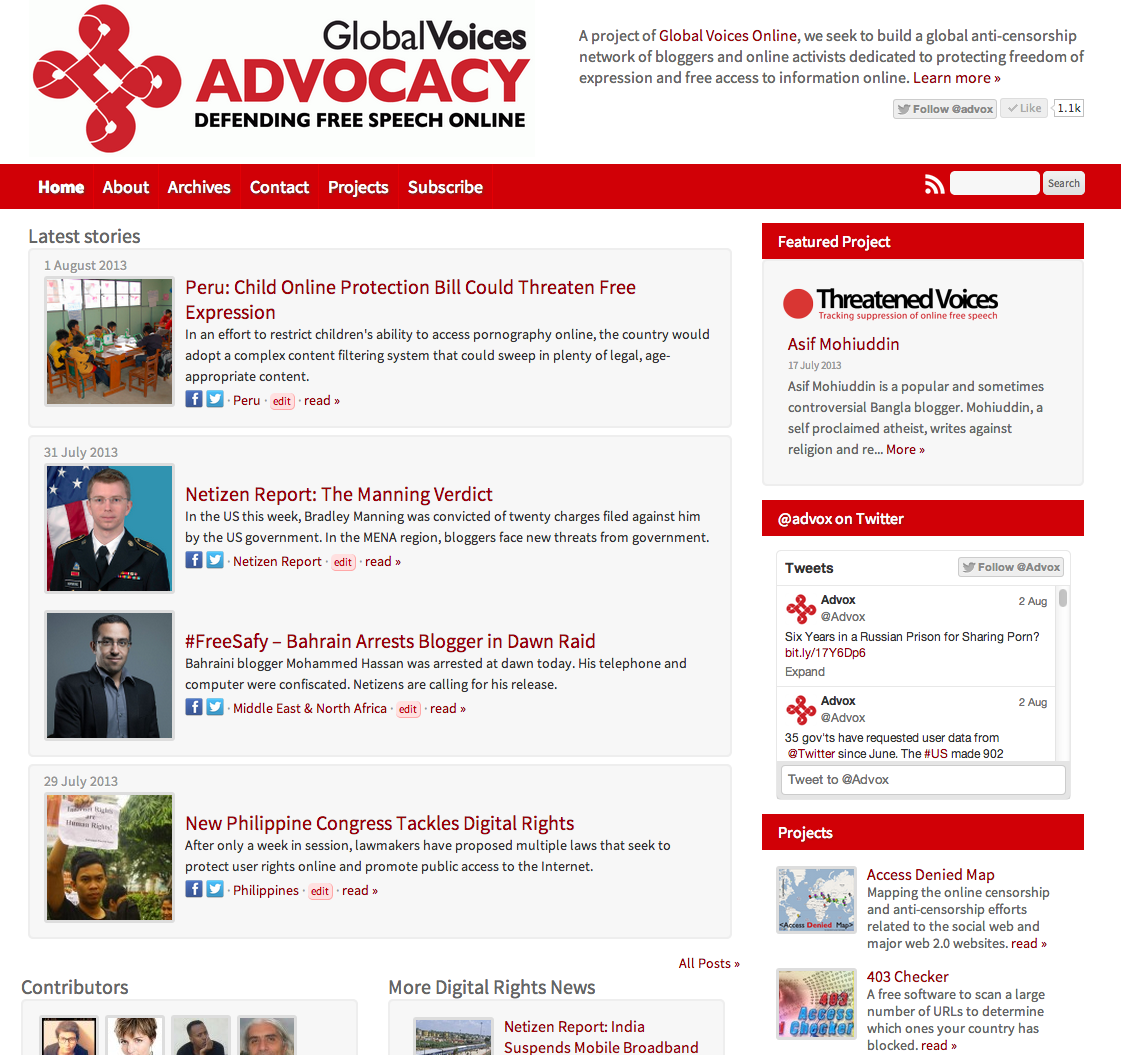 GlobalVoices
ADVOCACY
DEFENDING FREE SPEECH ONLINE
A project of Global Voices Online, we seek to build a global anti-censorship
network of bloggers and online activists dedicated to protecting freedom of
expression and free access to information online. Learn more »
Follow @advox
Like
1.1k
Home
About
Archives
Contact
Projects
Subscribe
Search
Latest stories
1 August 2013
Peru: Child Online Protection Bill Could Threaten Free
Expression
In an effort to restrict children's ability to access pornography online, the country would
adopt a complex content filtering system that could sweep in plenty of legal, age-
appropriate content.
· Peru · edit · read »
31 July 2013
Netizen Report: The Manning Verdict
In the US this week, Bradley Manning was convicted of twenty charges filed against him
by the US government. In the MENA region, bloggers face new threats from government.
· Netizen Report · edit · read »
#FreeSafy – Bahrain Arrests Blogger in Dawn Raid
Bahraini blogger Mohammed Hassan was arrested at dawn today. His telephone and
computer were confiscated. Netizens are calling for his release.
· Middle East & North Africa · edit · read »
29 July 2013
Internet Rights
are
Human Rights!
New Philippine Congress Tackles Digital Rights
After only a week in session, lawmakers have proposed multiple laws that seek to
protect user rights online and promote public access to the Internet.
· Philippines · edit · read »
All Posts »
Contributors
More Digital Rights News
Netizen Report: India
Suspends Mobile Broadband
Featured Project
Threatened Voices
Tracking suppression of online free speech
Asif Mohiuddin
17 July 2013
Asif Mohiuddin is a popular and sometimes
controversial Bangla blogger. Mohiuddin, a
self proclaimed atheist, writes against
religion and re... More »
@advox on Twitter
Tweets
Follow @Advox
Advox
2 Aug
@Advox
Six Years in a Russian Prison for Sharing Porn?
bit.ly/17Y6Dp6
Expand
Advox
2 Aug
@Advox
35 gov'ts have requested user data from
@Twitter since June. The #US made 902
Tweet to @Advox
Projects
<Access Denied Map>
Access Denied Map
Mapping the online censorship
and anti-censorship efforts
related to the social web and
major web 2.0 websites. read »
403
Access
Checker
403 Checker
A free software to scan a large
number of URLs to determine
which ones your country has
blocked. read »